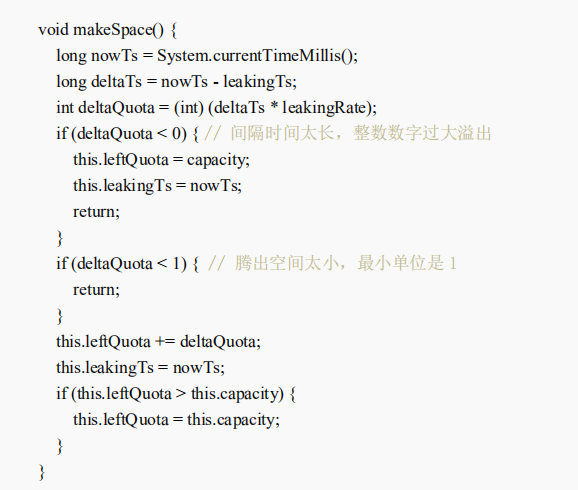 void makeSpace() {
long nowTs = System.currentTimeMillis();
long deltaTs = nowTs - leakingTs;
int deltaQuota = (int) (deltaTs * leakingRate);
if (deltaQuota < 0) { // 间隔时间太长，整数数字过大溢出
this.leftQuota = capacity;
this.leakingTs = nowTs;
return;
}
if (deltaQuota < 1) { // 腾出空间太小，最小单位是 1
return;
}
this.leftQuota += deltaQuota;
this.leakingTs = nowTs;
if (this.leftQuota > this.capacity) {
this.leftQuota = this.capacity;
}
}